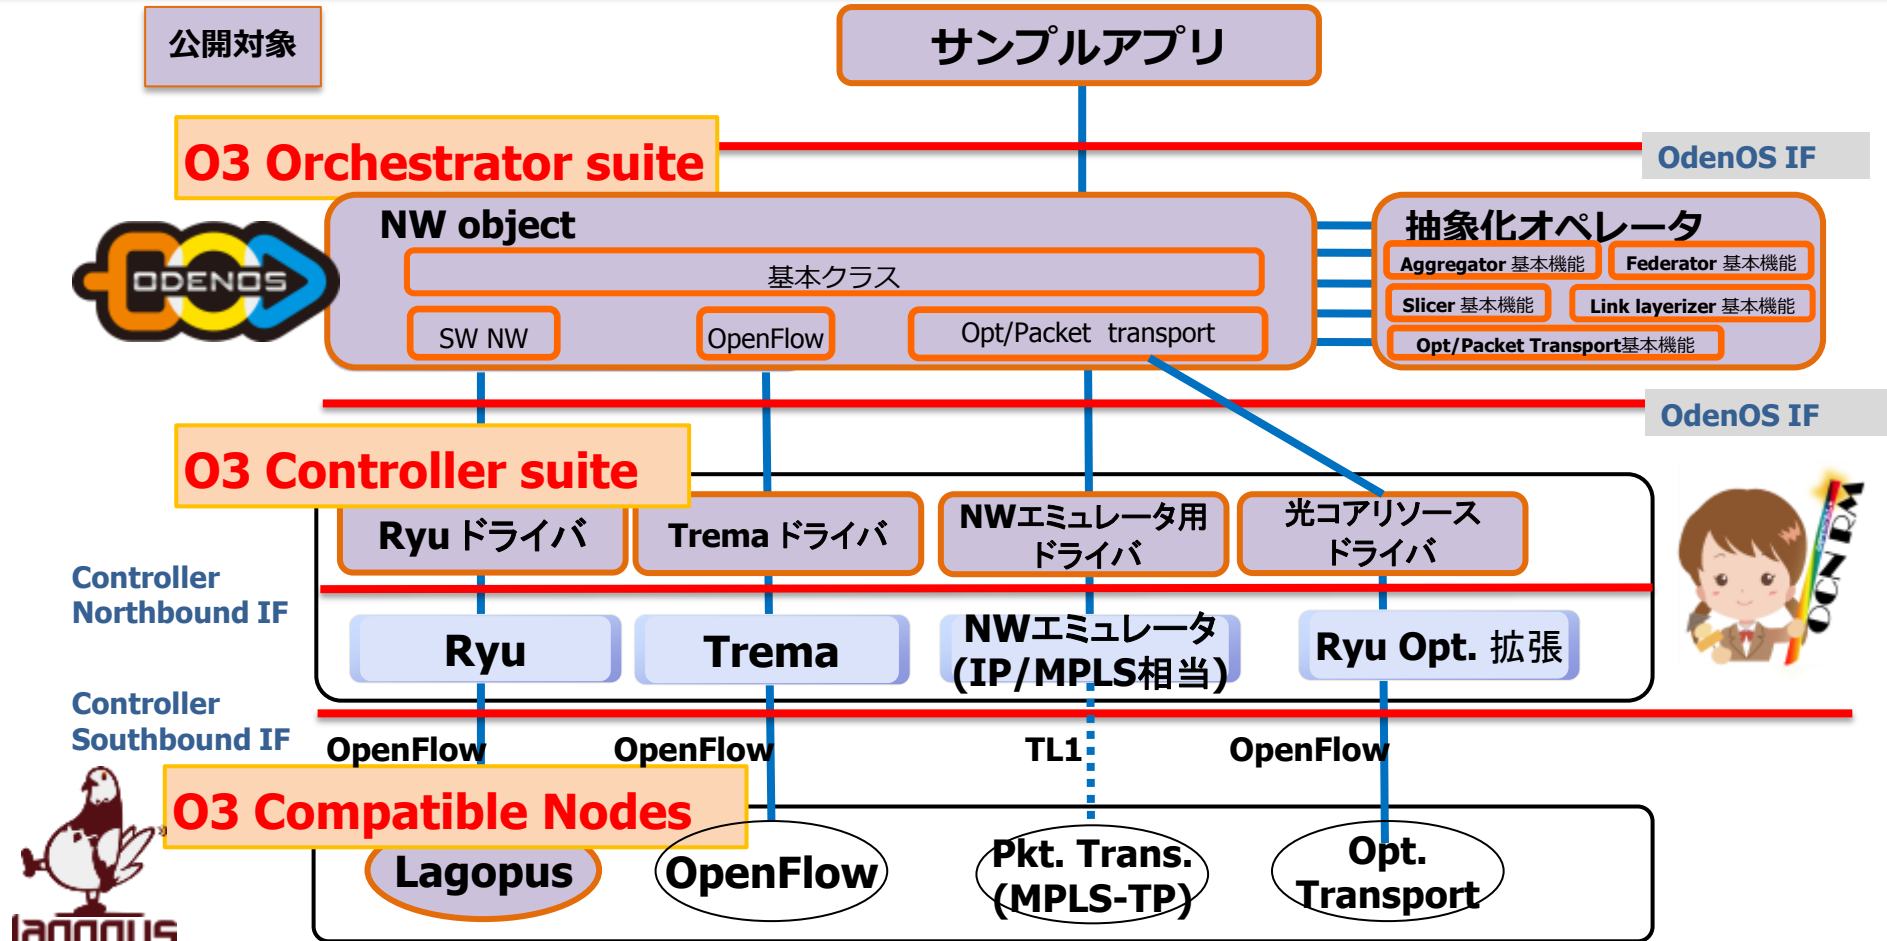 公開対象
サンプルアプリ
O3 Orchestrator suite
OdenOS IF
NW object
抽象化オペレータ
基本クラス
Aggregator 基本機能
Federator 基本機能
ODENOS
Slicer 基本機能
Link layerizer 基本機能
SW NW
OpenFlow
Opt/Packet transport
Opt/Packet Transport基本機能
OdenOS IF
O3 Controller suite
Ryu ドライバ
Trema ドライバ
NWエミュレータ用
ドライバ
光コアリソース
ドライバ
OCNRM
Controller
Northbound IF
Ryu
Trema
NWエミュレータ
(IP/MPLS相当)
Ryu Opt. 拡張
Controller
Southbound IF
OpenFlow
OpenFlow
TL1
OpenFlow
O3 Compatible Nodes
Lagopus
OpenFlow
Pkt. Trans.
(MPLS-TP)
Opt.
Transport
lagopus